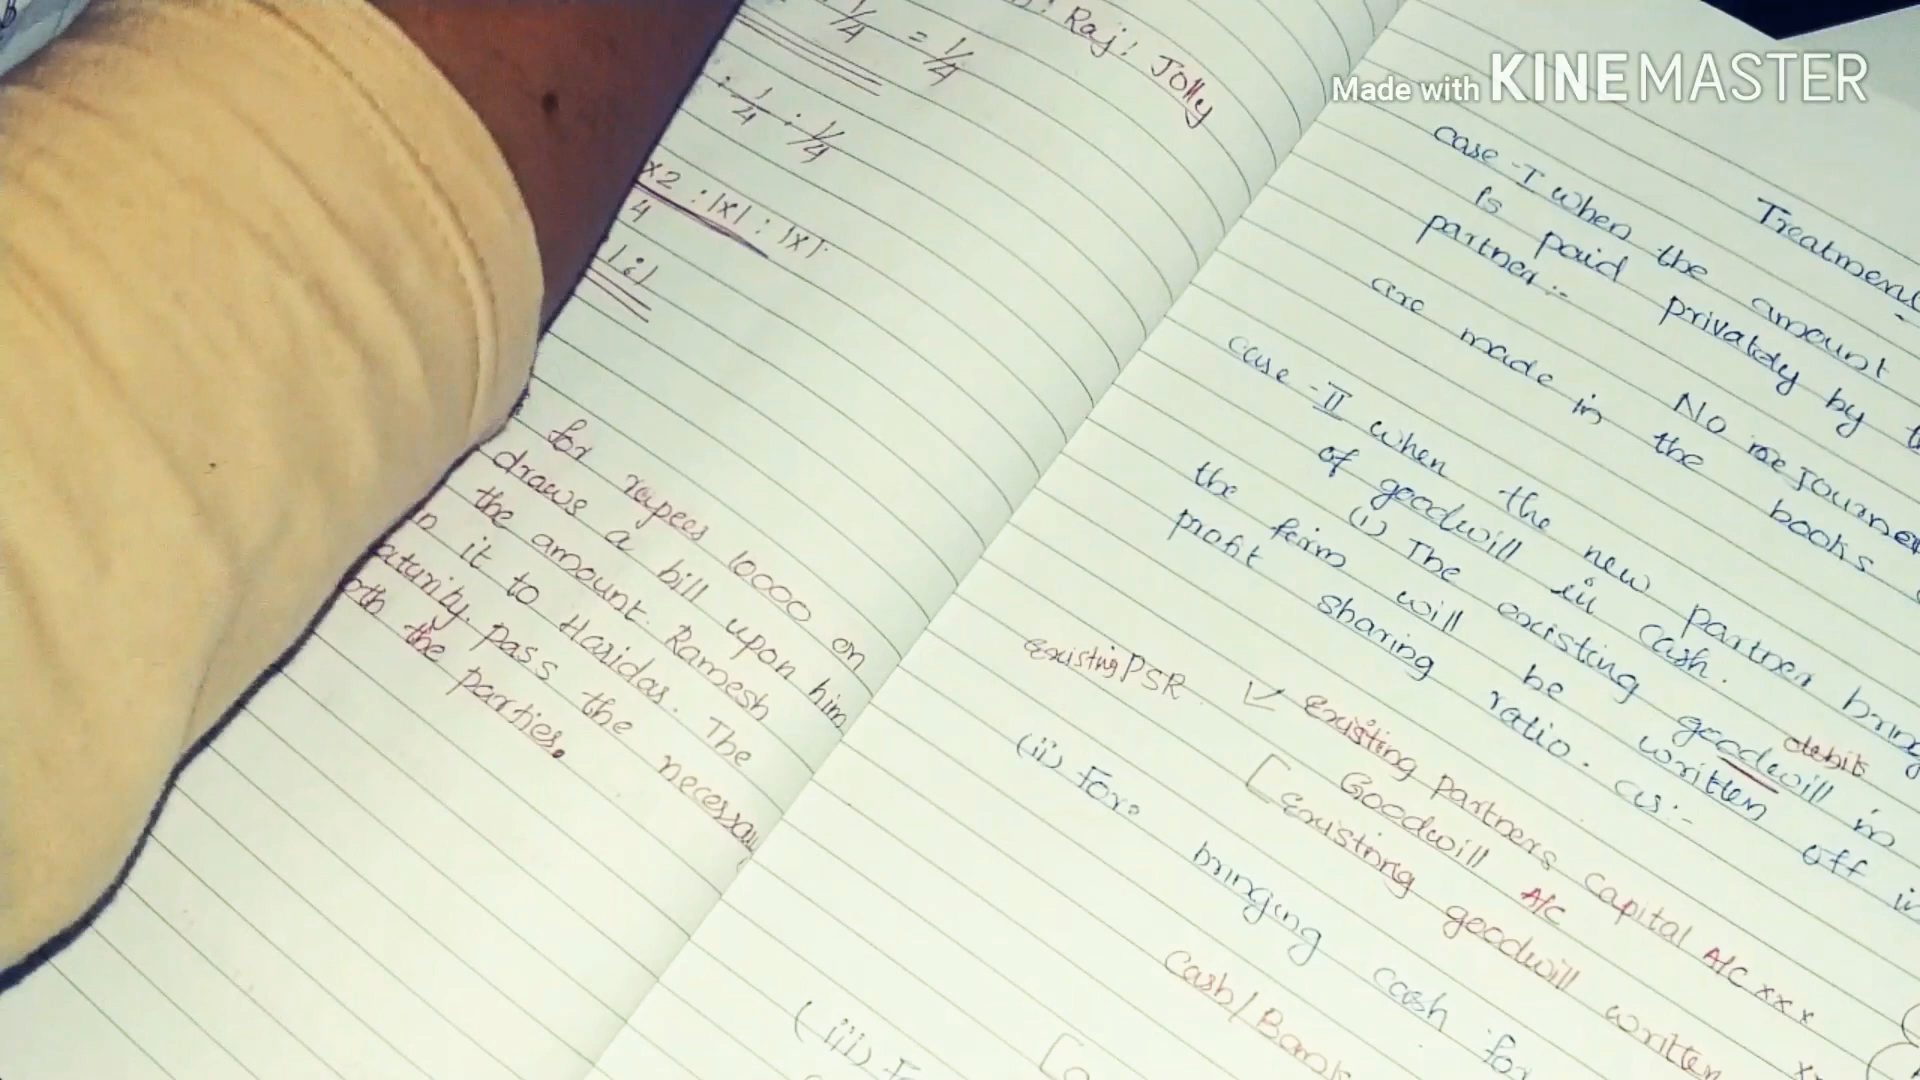 Made with KINEMASTER
: Raj : Jolly
1/4 = 1/4
: 1/4 : 1/4
x2 : 1x1 : 1x1
4
1:1
for rupees 10000 on
draws a bill upon him
the amount. Ramesh
in it to Haridas. The
aturity. pass the necessary
oth the parties.
Treatment
case - I when the amount
is paid privately by
partner :-
No journal
are made in the books
case - II when the new partner bring
of goodwill in cash.
(i) The existing goodwill in
the firm will be written off in
profit sharing ratio. as :-
debit
existing PSR
Existing Partners capital A/C xxx
Goodwill A/C
[Existing goodwill written
(ii) For bringing cash for
Cash/Bank
(iii)